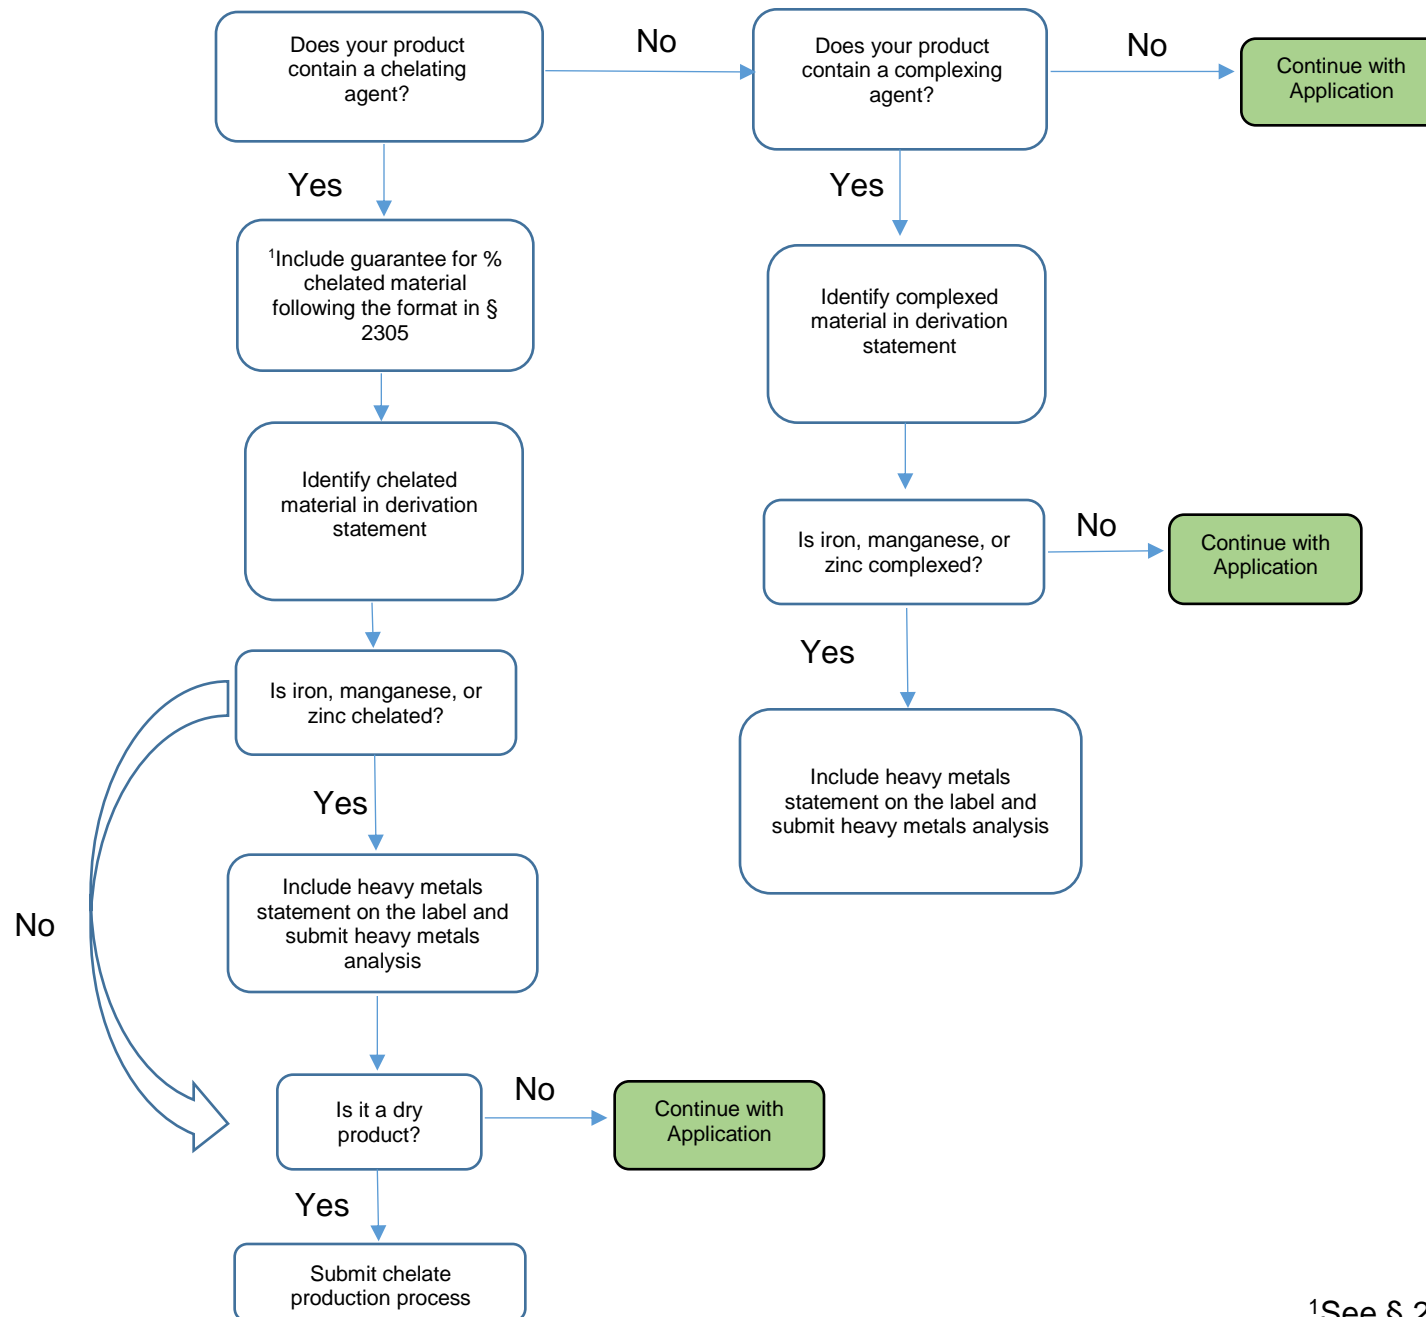 Does your product
contain a chelating
agent?
No
Does your product
contain a complexing
agent?
No
Continue with
Application
Yes
Yes
¹Include guarantee for %
chelated material
following the format in §
2305
Identify complexed
material in derivation
statement
Identify chelated
material in derivation
statement
Is iron, manganese, or
zinc complexed?
No
Continue with
Application
Yes
Is iron, manganese, or
zinc chelated?
Yes
Include heavy metals
statement on the label and
submit heavy metals analysis
No
Include heavy metals
statement on the label and
submit heavy metals
analysis
Is it a dry
product?
No
Continue with
Application
Yes
Submit chelate
production process
¹See § 2